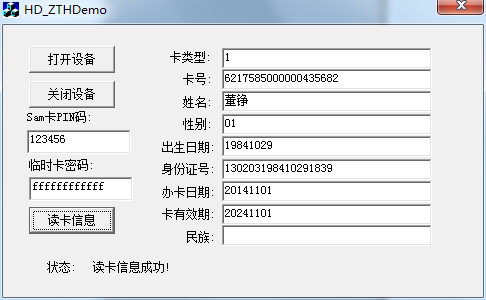 HD_ZTHDemo
打开设备
关闭设备
Sam卡PIN码:
123456
临时卡密码:
ffffffffffff
读卡信息
卡类型: 1
卡号: 6217585000000435682
姓名: 董铮
性别: 01
出生日期: 19841029
身份证号: 130203198410291839
办卡日期: 20141101
卡有效期: 20241101
民族:
状态: 读卡信息成功!